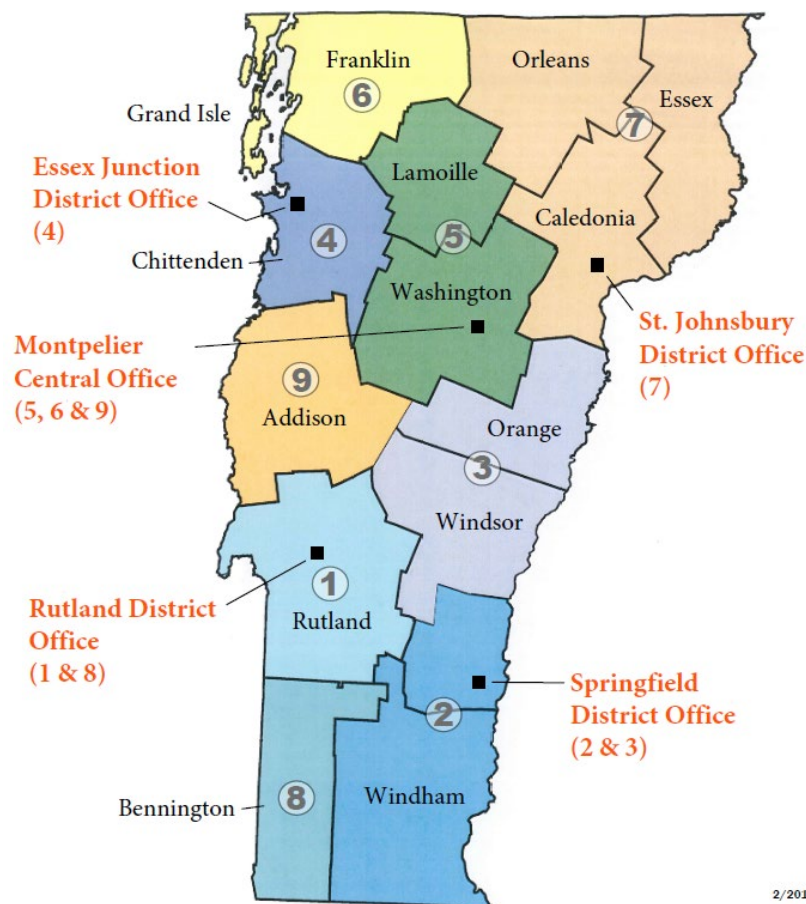 Franklin
6
Orleans
Essex
7
Grand Isle
Lamoille
Essex Junction
District Office
(4)
Caledonia
4
5
Chittenden
Washington
St. Johnsbury
District Office
(7)
Montpelier
Central Office
(5, 6 & 9)
9
Addison
Orange
3
Windsor
1
Rutland
Rutland District
Office
(1 & 8)
Springfield
District Office
(2 & 3)
2
Bennington
8
Windham
2/201